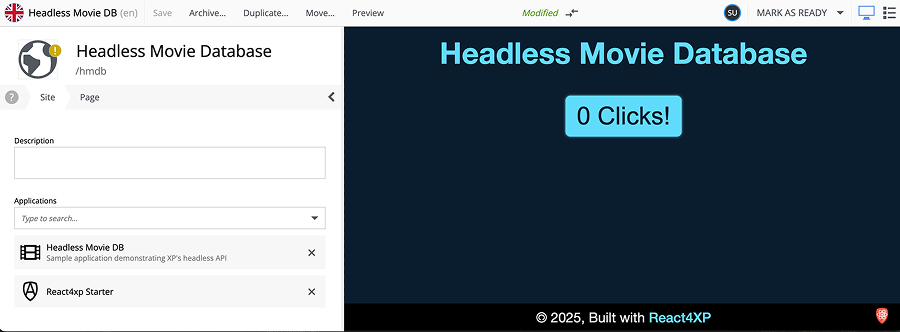 Headless Movie DB (en) Save Archive... Duplicate... Move... Preview Modified SU MARK AS READY
Headless Movie Database
/hmdb
? Site Page
Description
Applications
Type to search...
Headless Movie DB
Sample application demonstrating XP's headless API
React4xp Starter
Headless Movie Database
0 Clicks!
© 2025, Built with React4XP